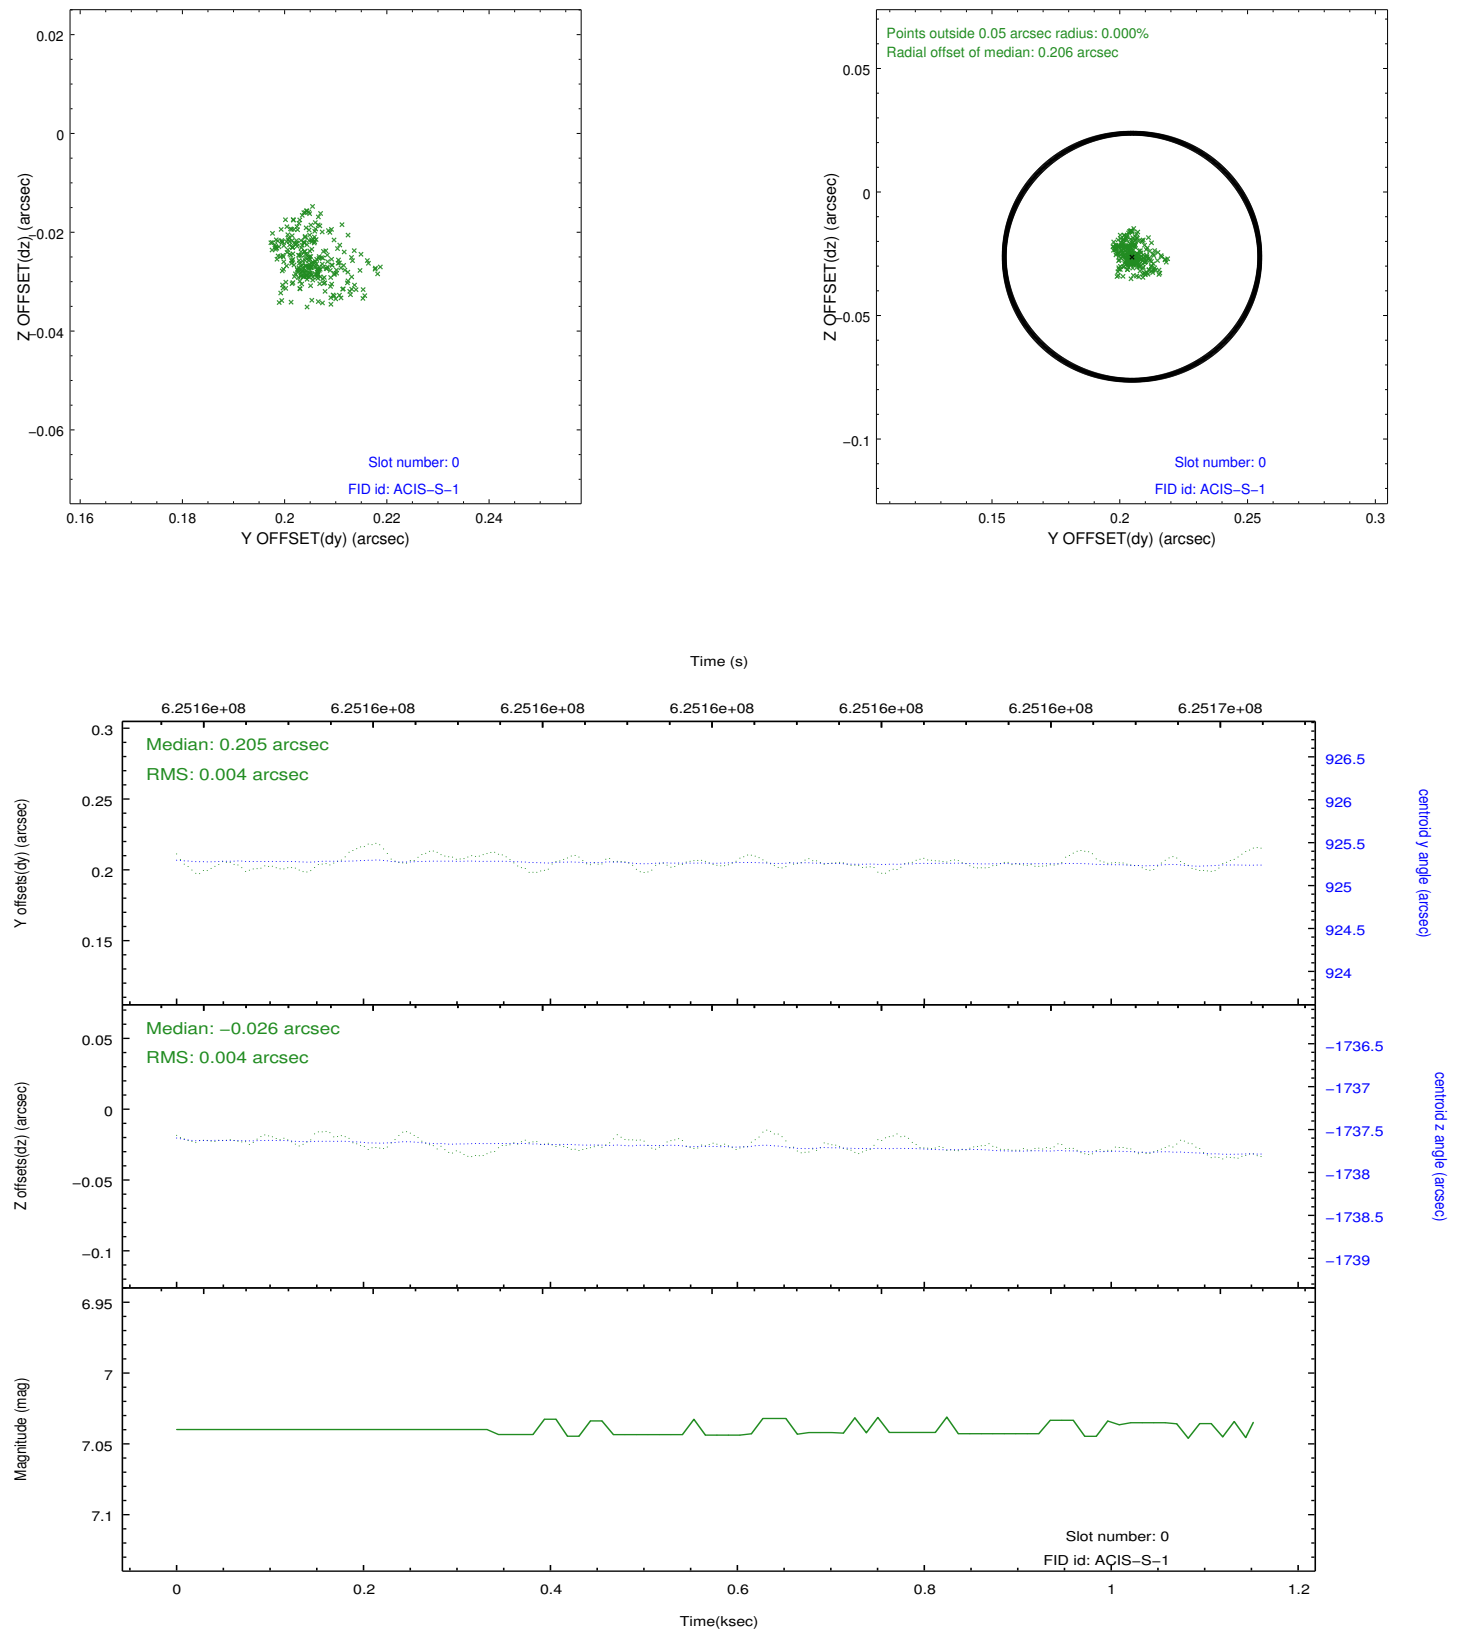 0.02
0
−0.02
−0.04
−0.06
Z OFFSET(dz) (arcsec)
Slot number: 0
FID id: ACIS−S−1
0.16 0.18 0.2 0.22 0.24
Y OFFSET(dy) (arcsec)
Points outside 0.05 arcsec radius: 0.000%
Radial offset of median: 0.206 arcsec
0.05
0
−0.05
−0.1
Z OFFSET(dz) (arcsec)
Slot number: 0
FID id: ACIS−S−1
0.15 0.2 0.25 0.3
Y OFFSET(dy) (arcsec)
Time (s)
6.2516e+08 6.2516e+08 6.2516e+08 6.2516e+08 6.2516e+08 6.2516e+08 6.2517e+08
Median: 0.205 arcsec
RMS: 0.004 arcsec
0.3
0.25
0.2
0.15
Y offsets(dy) (arcsec)
926.5
926
925.5
925
924.5
924
centroid y angle (arcsec)
Median: −0.026 arcsec
RMS: 0.004 arcsec
0.05
0
−0.05
−0.1
Z offsets(dz) (arcsec)
−1736.5
−1737
−1737.5
−1738
−1738.5
−1739
centroid z angle (arcsec)
6.95
7
7.05
7.1
Magnitude (mag)
Slot number: 0
FID id: ACIS−S−1
0 0.2 0.4 0.6 0.8 1 1.2
Time(ksec)